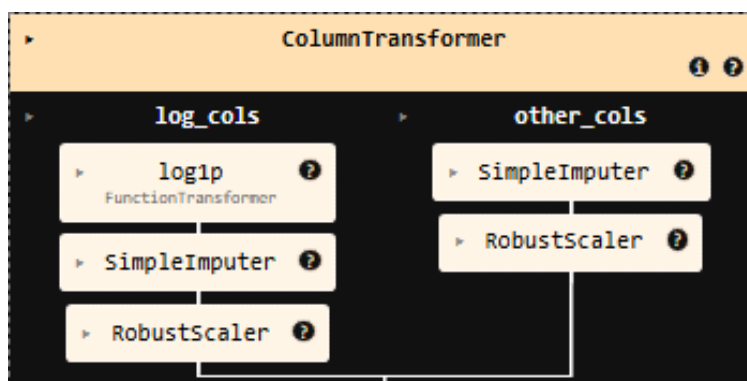 ColumnTransformer
log_cols
log1p
FunctionTransformer
SimpleImputer
RobustScaler
other_cols
SimpleImputer
RobustScaler